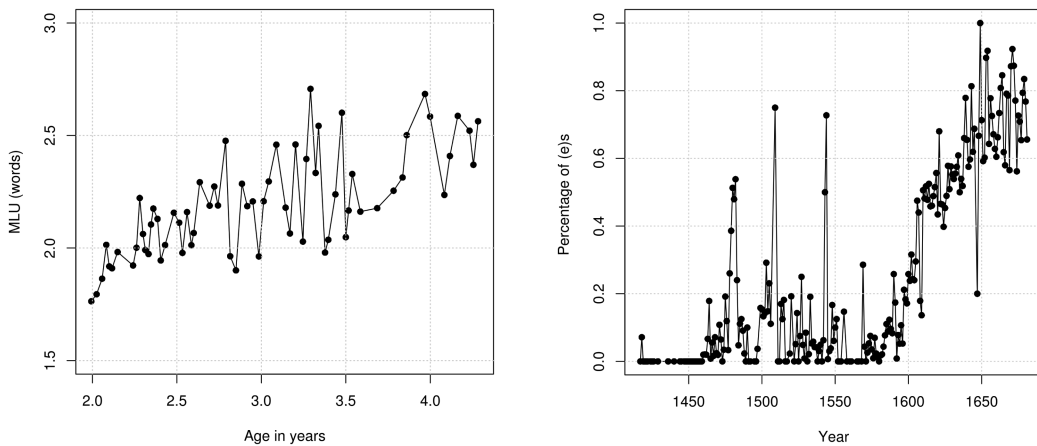 3.0
2.5
2.0
1.5
MLU (words)
2.0 2.5 3.0 3.5 4.0
Age in years
1.0
0.8
0.6
0.4
0.2
0.0
Percentage of (e)s
1450 1500 1550 1600 1650
Year